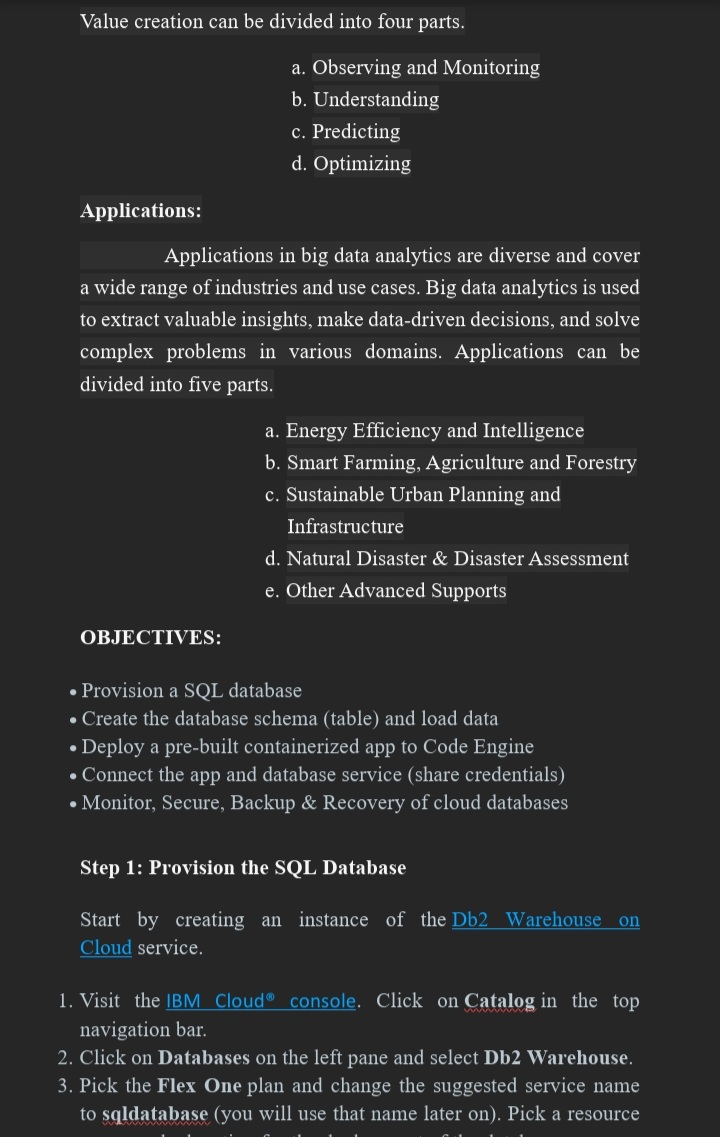 Value creation can be divided into four parts.
a. Observing and Monitoring
b. Understanding
c. Predicting
d. Optimizing
Applications:
Applications in big data analytics are diverse and cover
a wide range of industries and use cases. Big data analytics is used
to extract valuable insights, make data-driven decisions, and solve
complex problems in various domains. Applications can be
divided into five parts.
a. Energy Efficiency and Intelligence
b. Smart Farming, Agriculture and Forestry
c. Sustainable Urban Planning and
Infrastructure
d. Natural Disaster & Disaster Assessment
e. Other Advanced Supports
OBJECTIVES:
• Provision a SQL database
• Create the database schema (table) and load data
• Deploy a pre-built containerized app to Code Engine
• Connect the app and database service (share credentials)
• Monitor, Secure, Backup & Recovery of cloud databases
Step 1: Provision the SQL Database
Start by creating an instance of the Db2 Warehouse on
Cloud service.
1. Visit the IBM Cloud® console. Click on Catalog in the top
navigation bar.
2. Click on Databases on the left pane and select Db2 Warehouse.
3. Pick the Flex One plan and change the suggested service name
to sqldatabase (you will use that name later on). Pick a resource